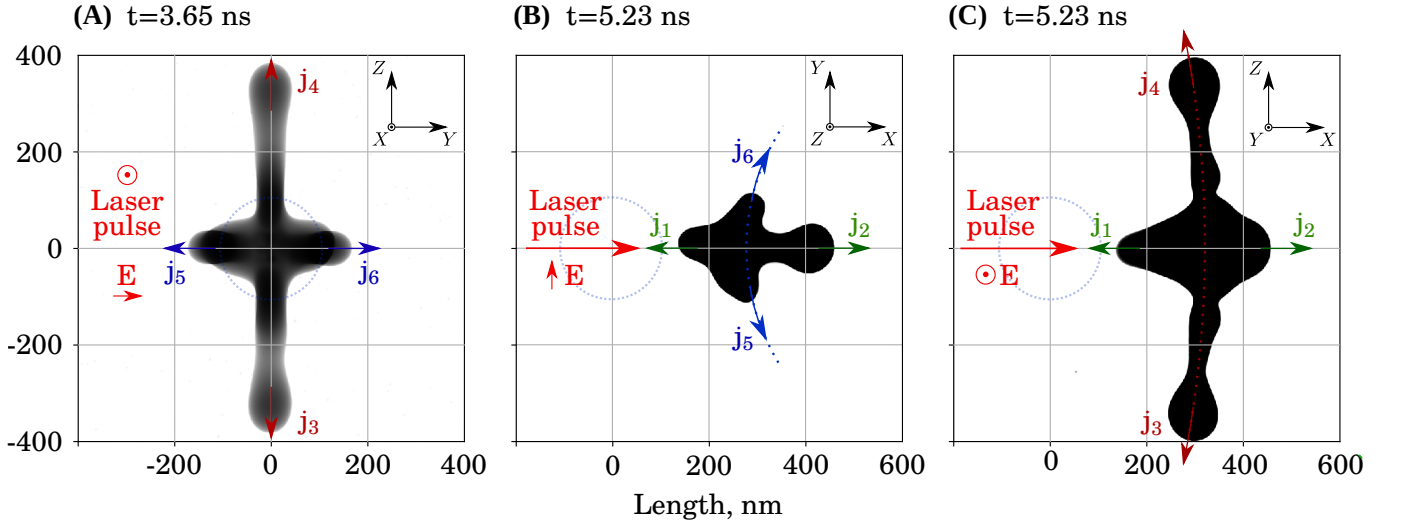 (A) t=3.65 ns
(B) t=5.23 ns
(C) t=5.23 ns
400
200
0
-200
-400
Z
X
Y
j4
Laser
pulse
E
j5
j6
j3
-200
0
200
400
Y
Z
X
j6
Laser
pulse
j1
j2
E
j5
0
200
400
600
Z
Y
X
j4
Laser
pulse
j1
j2
E
j3
0
200
400
600
Length, nm